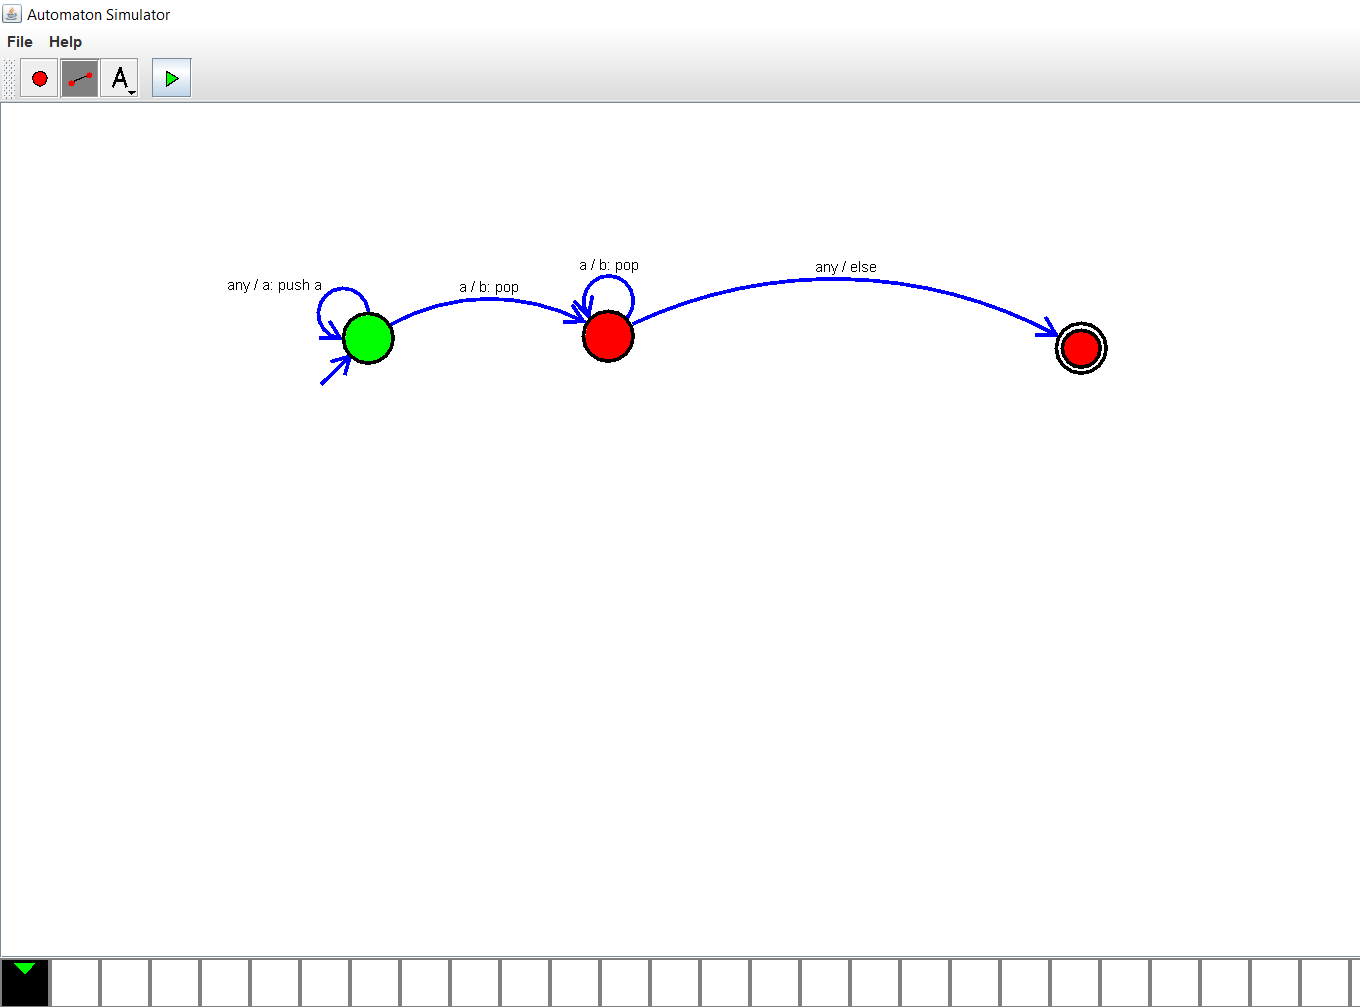 Automaton Simulator
File Help
A
any / a: push a
a / b: pop
a / b: pop
any / else